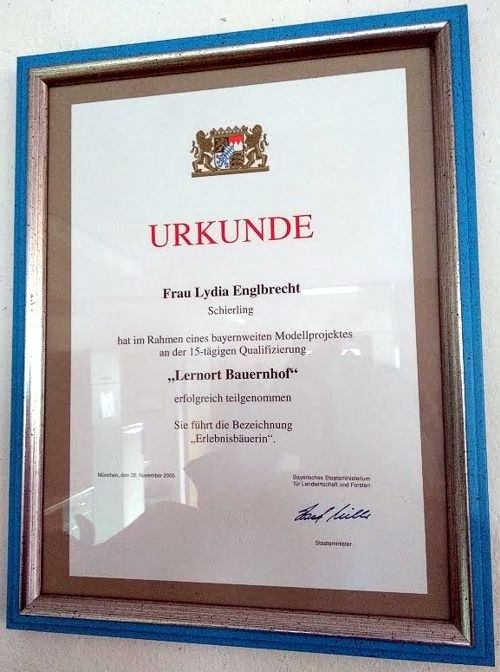 URKUNDE
Frau Lydia Englbrecht
Schierling
hat im Rahmen eines bayernweiten Modellprojektes
an der 15-tägigen Qualifizierung
„Lernort Bauernhof“
erfolgreich teilgenommen
Sie führt die Bezeichnung
„Erlebnisbäuerin“.
München, den 30. November 2005
Bayerisches Staatsministerium
für Landwirtschaft und Forsten
Staatsminister